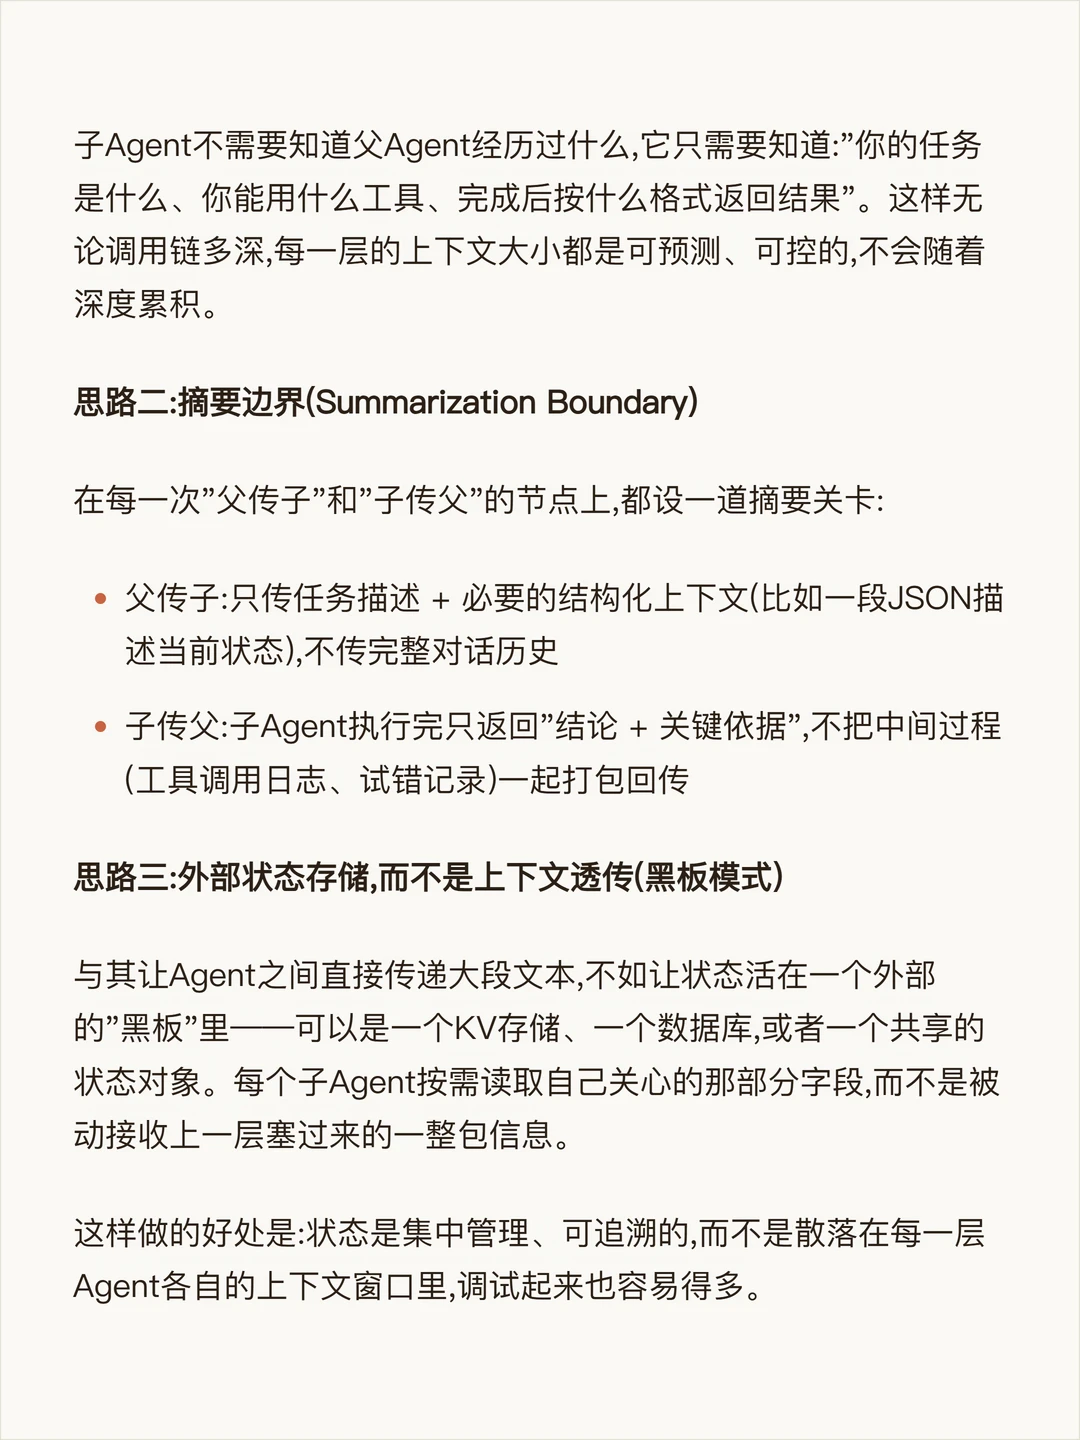 子Agent不需要知道父Agent经历过什么,它只需要知道:”你的任务
是什么、你能用什么工具、完成后按什么格式返回结果”。这样无
论调用链多深,每一层的上下文大小都是可预测、可控的,不会随着
深度累积。
思路二:摘要边界(Summarization Boundary)
在每一次”父传子”和”子传父”的节点上,都设一道摘要关卡:
• 父传子:只传任务描述 + 必要的结构化上下文(比如一段JSON描
述当前状态),不传完整对话历史
• 子传父:子Agent执行完只返回”结论 + 关键依据”,不把中间过程
(工具调用日志、试错记录)一起打包回传
思路三:外部状态存储,而不是上下文透传(黑板模式)
与其让Agent之间直接传递大段文本,不如让状态活在一个外部
的”黑板”里——可以是一个KV存储、一个数据库,或者一个共享的
状态对象。每个子Agent按需读取自己关心的那部分字段,而不是被
动接收上一层塞过来的一整包信息。
这样做的好处是:状态是集中管理、可追溯的,而不是散落在每一层
Agent各自的上下文窗口里,调试起来也容易得多。